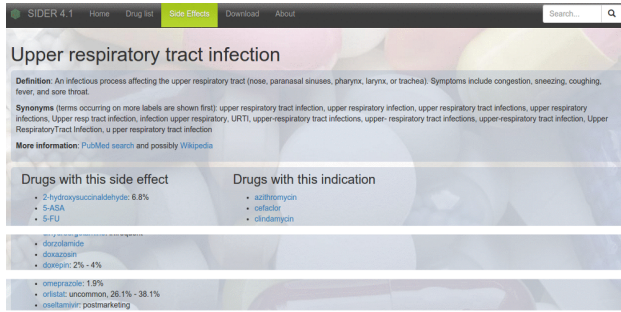 SIDER 4.1 Home Drug list Side Effects Download About Search...
Upper respiratory tract infection
Definition: An infectious process affecting the upper respiratory tract (nose, paranasal sinuses, pharynx, larynx, or trachea). Symptoms include congestion, sneezing, coughing,
fever, and sore throat.
Synonyms (terms occurring on more labels are shown first): upper respiratory tract infection, upper respiratory infection, upper respiratory tract infections, upper respiratory
infections, Upper resp tract infection, infection upper respiratory, URTI, upper-respiratory tract infections, upper- respiratory tract infections, upper-respiratory tract infection, Upper
RespiratoryTract Infection, u pper respiratory tract infection
More information: PubMed search and possibly Wikipedia
Drugs with this side effect
• 2-hydroxysuccinaldehyde: 6.8%
• 5-ASA
• 5-FU
Drugs with this indication
• azithromycin
• cefaclor
• clindamycin
• dorzolamide
• doxazosin
• doxepin: 2% - 4%
• omeprazole: 1.9%
• orlistat: uncommon, 26.1% - 38.1%
• oseltamivir: postmarketing